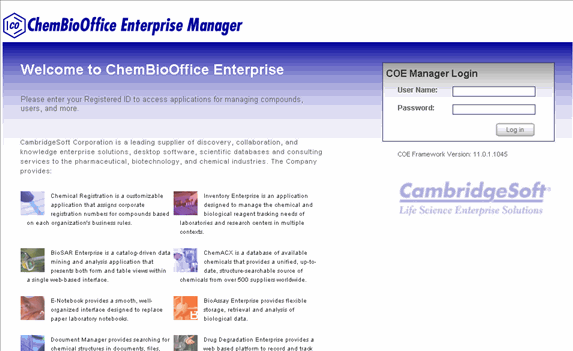 ChemBioOffice Enterprise Manager
Welcome to ChemBioOffice Enterprise
Please enter your Registered ID to access applications for managing compounds,
users, and more.
CambridgeSoft Corporation is a leading supplier of discovery, collaboration, and
knowledge enterprise solutions, desktop software, scientific databases and consulting
services to the pharmaceutical, biotechnology, and chemical industries. The Company
provides:
Chemical Registration is a customizable
application that assigns corporate
registration numbers for compounds based
on each organization's business rules.
Inventory Enterprise is an application
designed to manage the chemical and
biological reagent tracking needs of
laboratories and research centers in
multiple contexts.
BioSAR Enterprise is a catalog-driven data
mining and analysis application that
presents both form and table views within
a single web-based interface.
ChemACX is a database of available
chemicals that provides a unified, up-to-
date, structure-searchable source of
chemicals from over 500 suppliers worldwide.
E-Notebook provides a smooth, well-
organized interface designed to replace
paper laboratory notebooks.
BioAssay Enterprise provides flexible
storage, retrieval and analysis of
biological data.
Document Manager provides searching for
chemical structures in documents, files,
Drug Degradation Enterprise provides a
web based platform to record and track
COE Manager Login
User Name:
Password:
Log in
COE Framework Version: 11.0.1.1045
CambridgeSoft®
Life Science Enterprise Solutions